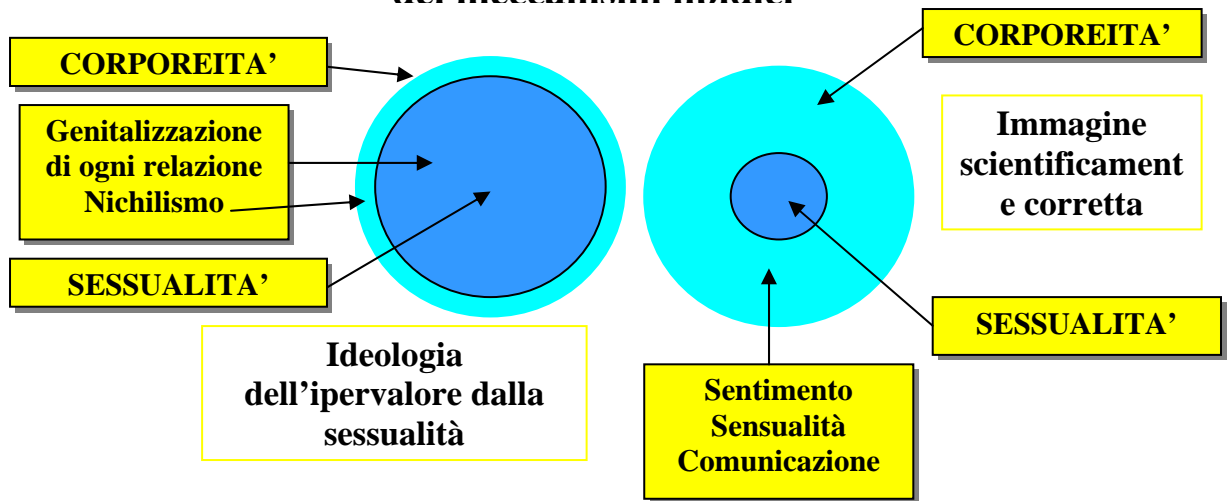 CORPOREITA’
Genitalizzazione
di ogni relazione
Nichilismo
SESSUALITA’
Ideologia
dell’ipervalore dalla
sessualità
CORPOREITA’
Immagine
scientificament
e corretta
SESSUALITA’
Sentimento
Sensualità
Comunicazione